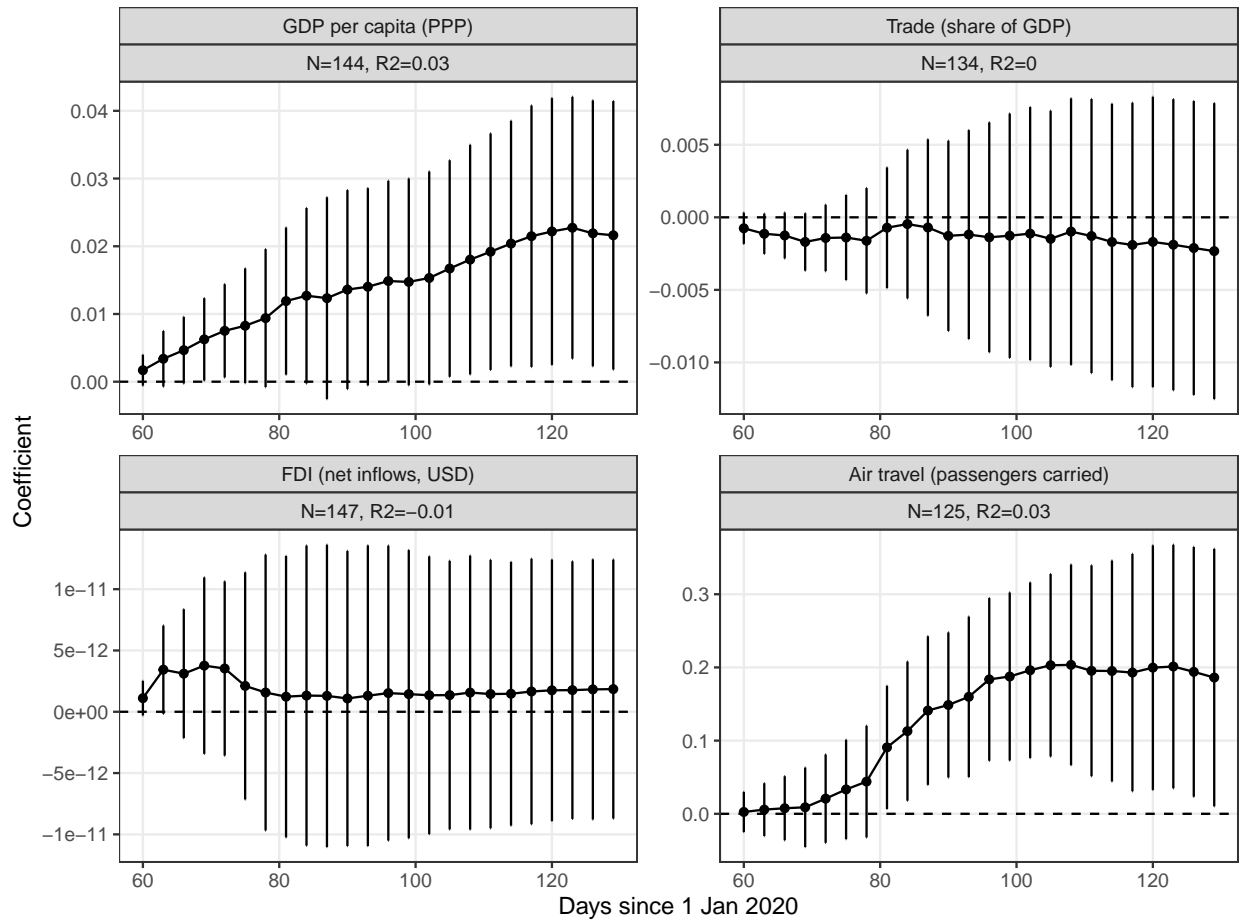 GDP per capita (PPP)
N=144, R2=0.03
0.04
0.03
0.02
0.01
0.00
60 80 100 120
Trade (share of GDP)
N=134, R2=0
0.005
0.000
−0.005
−0.010
60 80 100 120
FDI (net inflows, USD)
N=147, R2=−0.01
1e−11
5e−12
0e+00
−5e−12
−1e−11
60 80 100 120
Air travel (passengers carried)
N=125, R2=0.03
0.3
0.2
0.1
0.0
60 80 100 120
Coefficient
Days since 1 Jan 2020